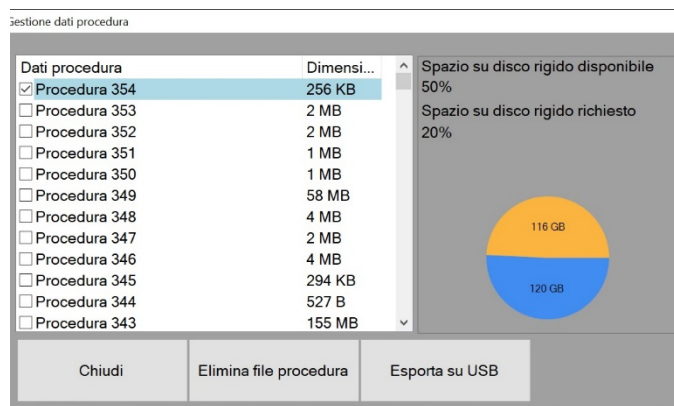 Gestione dati procedura
Dati procedura Dimensi...
Procedura 354 256 KB
Procedura 353 2 MB
Procedura 352 2 MB
Procedura 351 1 MB
Procedura 350 1 MB
Procedura 349 58 MB
Procedura 348 4 MB
Procedura 347 2 MB
Procedura 346 4 MB
Procedura 345 294 KB
Procedura 344 527 B
Procedura 343 155 MB
Spazio su disco rigido disponibile
50%
Spazio su disco rigido richiesto
20%
116 GB
120 GB
Chiudi Elimina file procedura Esporta su USB